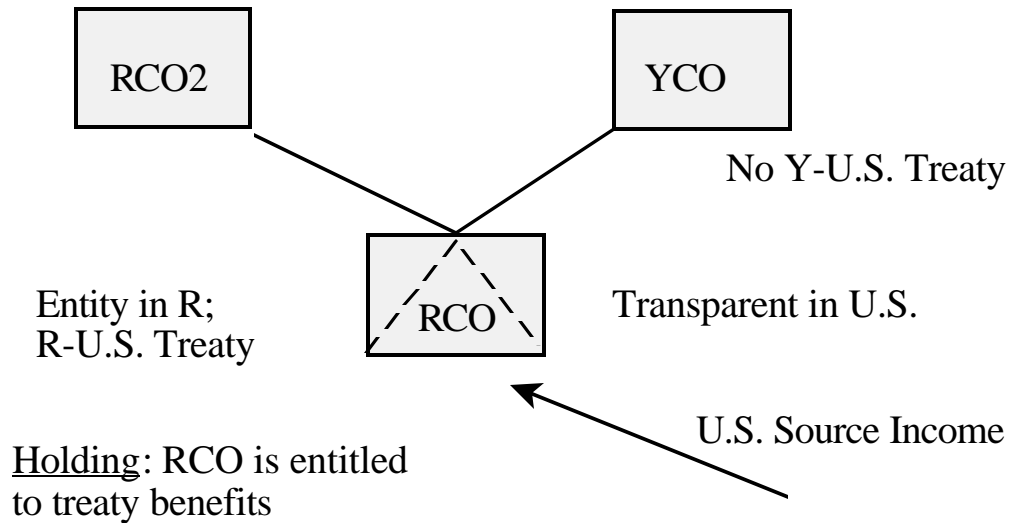 RCO2
YCO
No Y-U.S. Treaty
Entity in R;
R-U.S. Treaty
RCO
Transparent in U.S.
U.S. Source Income
Holding: RCO is entitled
to treaty benefits